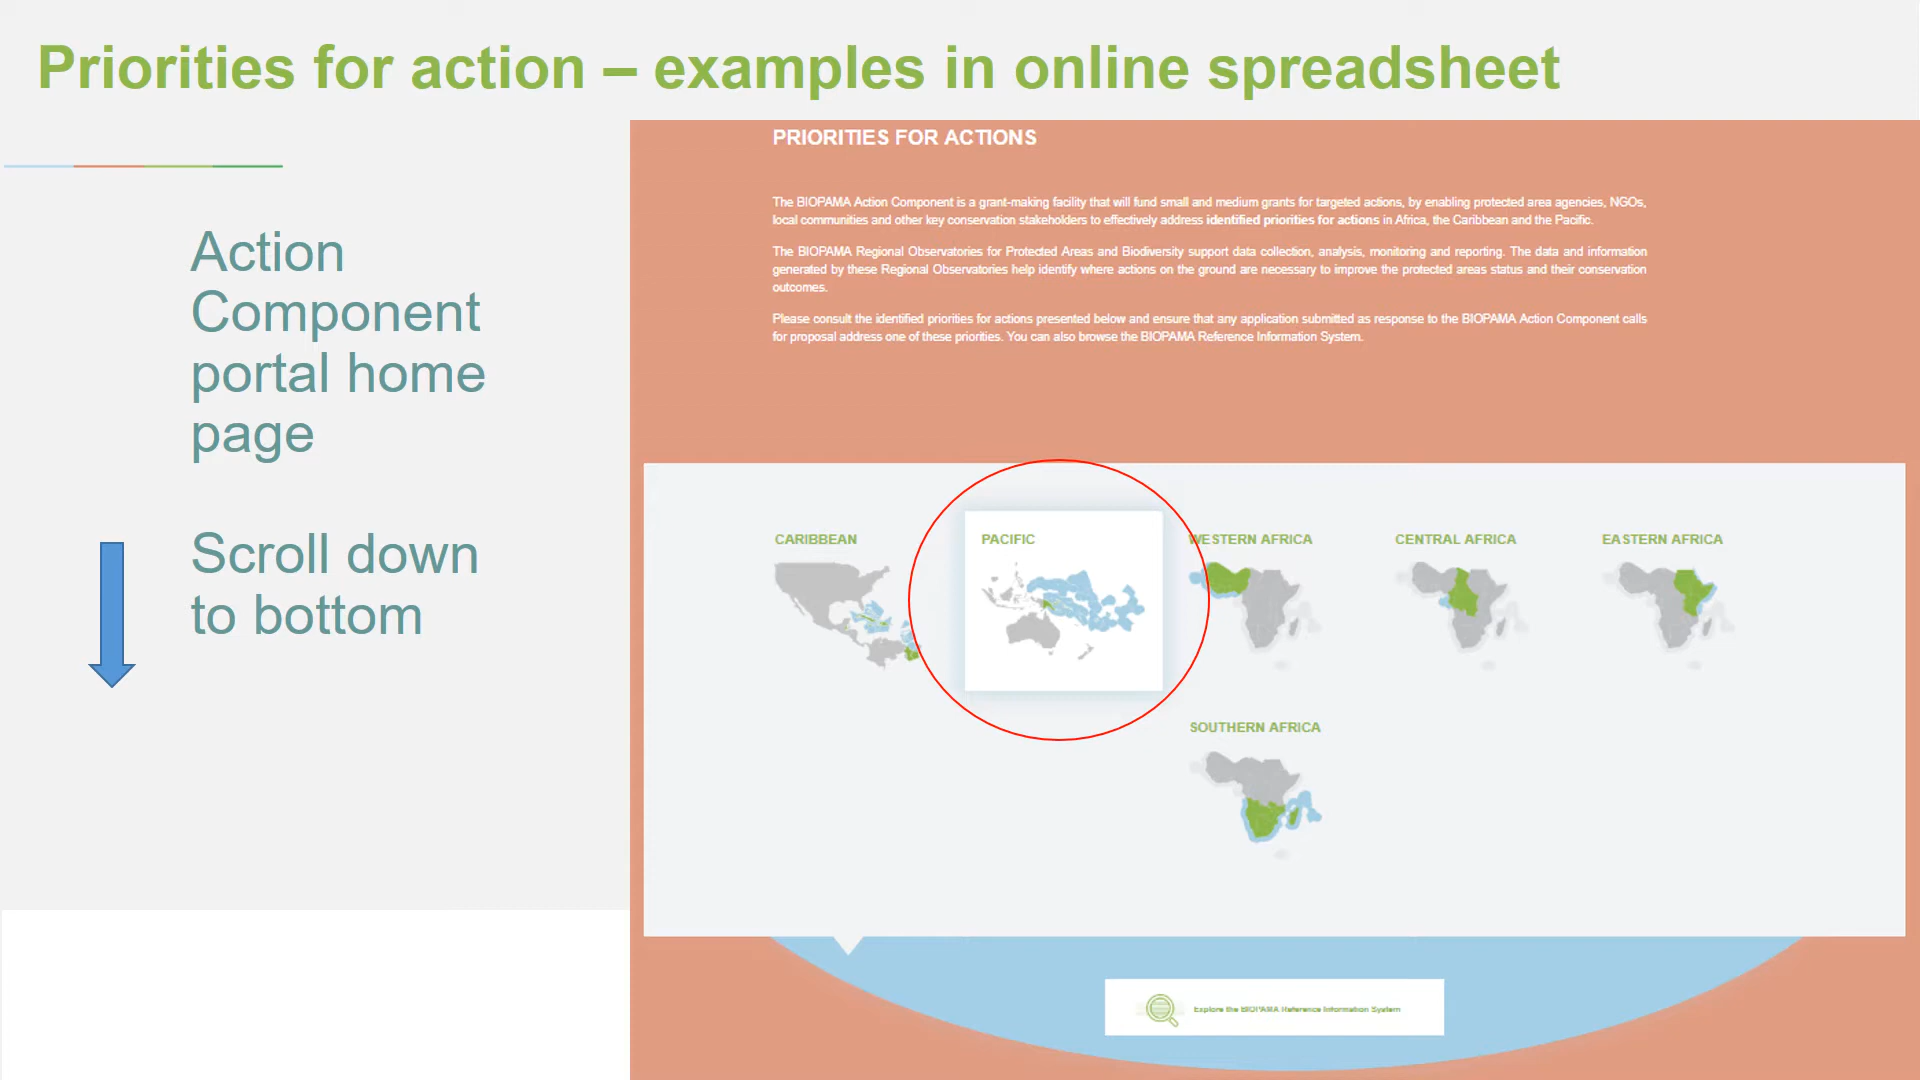 Priorities for action – examples in online spreadsheet
Action
Component
portal home
page
Scroll down
to bottom
PRIORITIES FOR ACTIONS
The BIOPAMA Action Component is a grant-making facility that will fund small and medium grants for targeted actions, by enabling protected area agencies, NGOs,
local communities and other key conservation stakeholders to effectively address identified priorities for actions in Africa, the Caribbean and the Pacific.
The BIOPAMA Regional Observatories for Protected Areas and Biodiversity support data collection, analysis, monitoring and reporting. The data and information
generated by these Regional Observatories help identify where actions on the ground are necessary to improve the protected areas status and their conservation
outcomes.
Please consult the identified priorities for actions presented below and ensure that any application submitted as response to the BIOPAMA Action Component calls
for proposal address one of these priorities. You can also browse the BIOPAMA Reference Information System.
CARIBBEAN
PACIFIC
WESTERN AFRICA
CENTRAL AFRICA
EASTERN AFRICA
SOUTHERN AFRICA
Explore the BIOPAMA Reference Information System